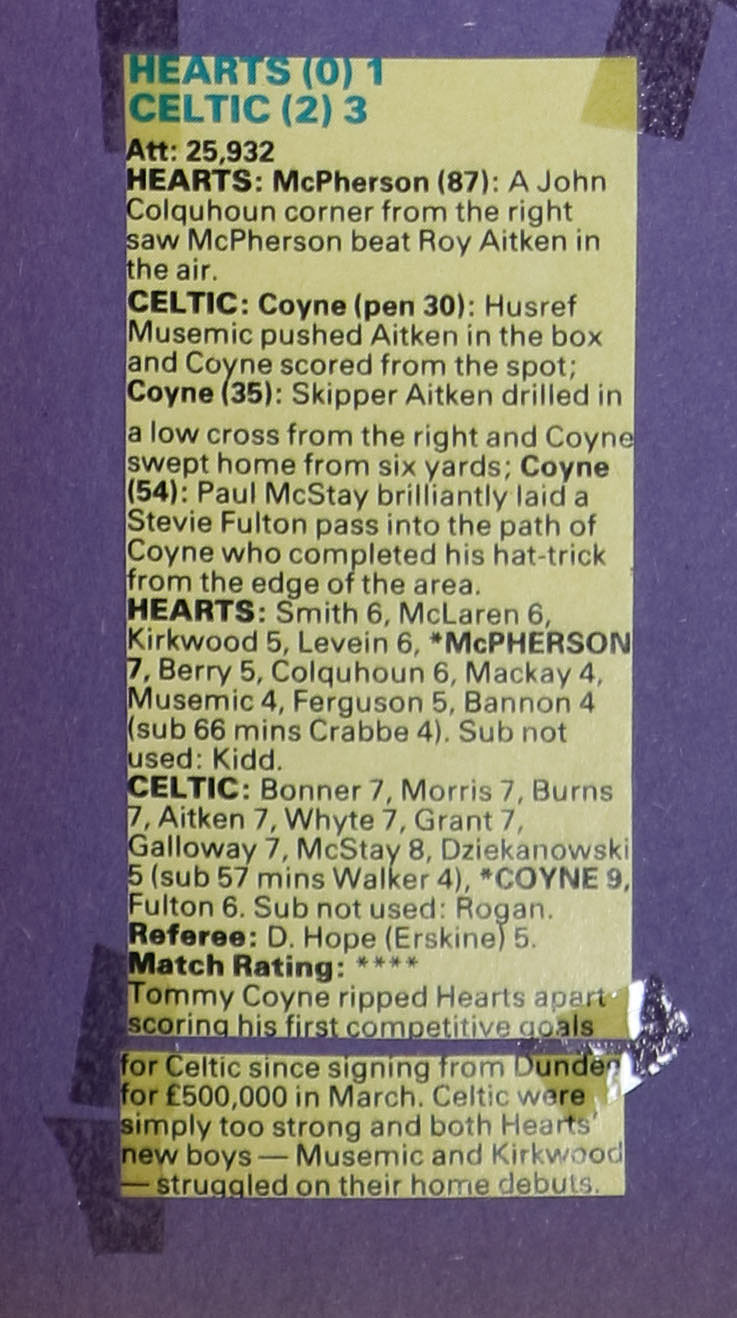 HEARTS (0) 1
CELTIC (2) 3
Att: 25,932
HEARTS: McPherson (87): A John
Colquhoun corner from the right
saw McPherson beat Roy Aitken in
the air.
CELTIC: Coyne (pen 30): Husref
Musemic pushed Aitken in the box
and Coyne scored from the spot;
Coyne (35): Skipper Aitken drilled in
a low cross from the right and Coyne
swept home from six yards; Coyne
(54): Paul McStay brilliantly laid a
Stevie Fulton pass into the path of
Coyne who completed his hat-trick
from the edge of the area.
HEARTS: Smith 6, McLaren 6,
Kirkwood 5, Levein 6, *McPHERSON
7, Berry 5, Colquhoun 6, Mackay 4,
Musemic 4, Ferguson 5, Bannon 4
(sub 66 mins Crabbe 4). Sub not
used: Kidd.
CELTIC: Bonner 7, Morris 7, Burns
7, Aitken 7, Whyte 7, Grant 7,
Galloway 7, McStay 8, Dziekanowski
5 (sub 57 mins Walker 4), *COYNE 9,
Fulton 6. Sub not used: Rogan.
Referee: D. Hope (Erskine) 5.
Match Rating: ****
Tommy Coyne ripped Hearts apart
scoring his first competitive goals
for Celtic since signing from Dundee
for £500,000 in March. Celtic were
simply too strong and both Hearts'
new boys — Musemic and Kirkwood
— struggled on their home debuts.